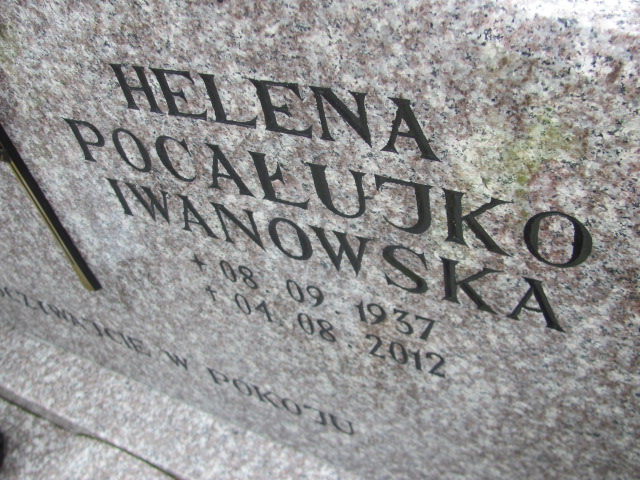 HELENA
POCAŁUJKO
IWANOWSKA
+ 08.09.1937
+ 04.08.2012
W POKOJU